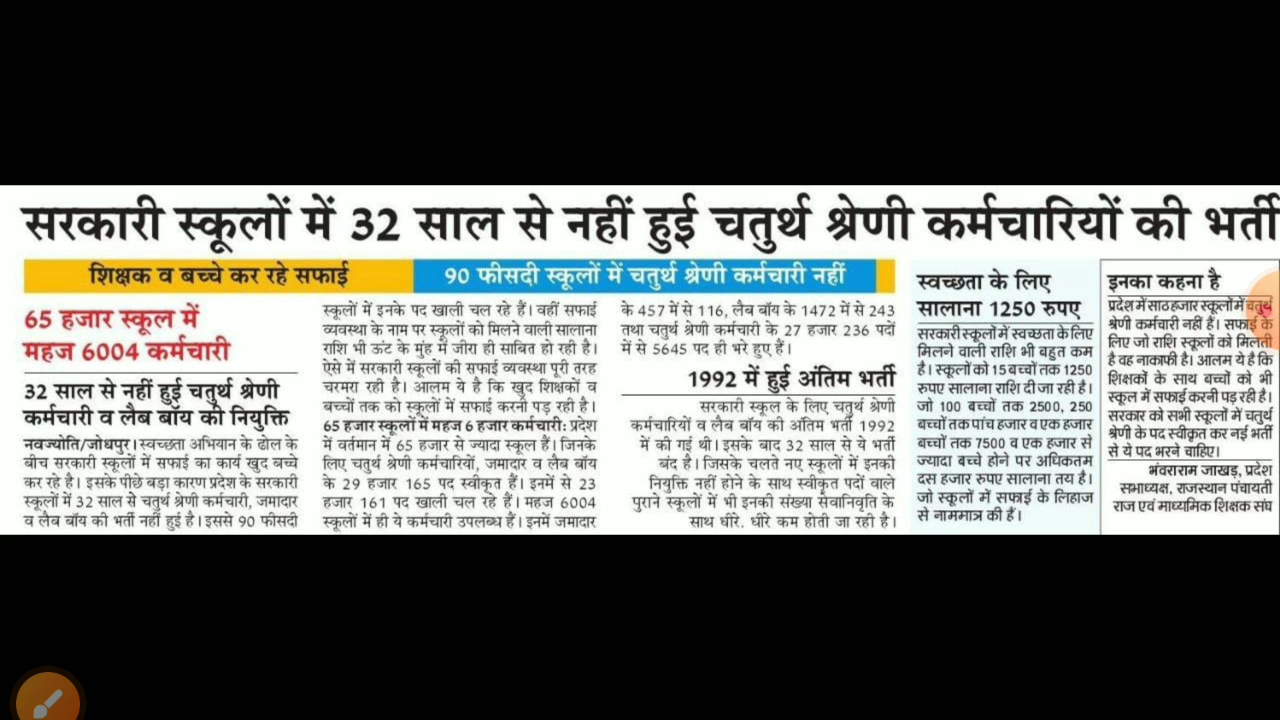 सरकारी स्कूलों में 32 साल से नहीं हुई चतुर्थ श्रेणी कर्मचारियों की भर्ती
शिक्षक व बच्चे कर रहे सफाई
90 फीसदी स्कूलों में चतुर्थ श्रेणी कर्मचारी नहीं
65 हजार स्कूल में
महज 6004 कर्मचारी
32 साल से नहीं हुई चतुर्थ श्रेणी
कर्मचारी व लैब बॉय की नियुक्ति
नवज्योति/जोधपुर। स्वच्छता अभियान के ढोल के
बीच सरकारी स्कूलों में सफाई का कार्य खुद बच्चे
कर रहे है। इसके पीछे बड़ा कारण प्रदेश के सरकारी
स्कूलों में 32 साल से चतुर्थ श्रेणी कर्मचारी, जमादार
व लैब बॉय की भर्ती नहीं हुई है। इससे 90 फीसदी
स्कूलों में इनके पद खाली चल रहे हैं। वहीं सफाई
व्यवस्था के नाम पर स्कूलों को मिलने वाली सालाना
राशि भी ऊंट के मुंह में जीरा ही साबित हो रही है।
ऐसे में सरकारी स्कूलों की सफाई व्यवस्था पूरी तरह
चरमरा रही है। आलम ये है कि खुद शिक्षकों व
बच्चों तक को स्कूलों में सफाई करनी पड़ रही है।
65 हजार स्कूलों में महज 6 हजार कर्मचारी: प्रदेश
में वर्तमान में 65 हजार से ज्यादा स्कूल हैं। जिनके
लिए चतुर्थ श्रेणी कर्मचारियों, जमादार व लैब बॉय
के 29 हजार 165 पद स्वीकृत हैं। इनमें से 23
हजार 161 पद खाली चल रहे हैं। महज 6004
स्कूलों में ही ये कर्मचारी उपलब्ध हैं। इनमें जमादार
के 457 में से 116, लैब बॉय के 1472 में से 243
तथा चतुर्थ श्रेणी कर्मचारी के 27 हजार 236 पदों
में से 5645 पद ही भरे हुए हैं।
1992 में हुई अंतिम भर्ती
सरकारी स्कूल के लिए चतुर्थ श्रेणी
कर्मचारियों व लैब बॉय की अंतिम भर्ती 1992
में की गई थी। इसके बाद 32 साल से ये भर्ती
बंद है। जिसके चलते नए स्कूलों में इनकी
नियुक्ति नहीं होने के साथ स्वीकृत पदों वाले
पुराने स्कूलों में भी इनकी संख्या सेवानिवृति के
साथ धीरे. धीरे कम होती जा रही है।
स्वच्छता के लिए
सालाना 1250 रुपए
सरकारी स्कूलों में स्वच्छता के लिए
मिलने वाली राशि भी बहुत कम
है। स्कूलों को 15 बच्चों तक 1250
रुपए सालाना राशि दी जा रही है।
जो 100 बच्चों तक 2500, 250
बच्चों तक पांच हजार व एक हजार
बच्चों तक 7500 व एक हजार से
ज्यादा बच्चे होने पर अधिकतम
दस हजार रुपए सालाना तय है।
जो स्कूलों में सफाई के लिहाज
से नाममात्र की हैं।
इनका कहना है
प्रदेश में साठ हजार स्कूलों में चतुर्थ
श्रेणी कर्मचारी नहीं हैं। सफाई के
लिए जो राशि स्कूलों को मिलती
है वह नाकाफी है। आलम ये है कि
शिक्षकों के साथ बच्चों को भी
स्कूल में सफाई करनी पड़ रही है।
सरकार को सभी स्कूलों में चतुर्थ
श्रेणी के पद स्वीकृत कर नई भर्ती
से ये पद भरने चाहिए।
भंवराराम जाखड़, प्रदेश
सभाध्यक्ष, राजस्थान पंचायती
राज एवं माध्यमिक शिक्षक संघ